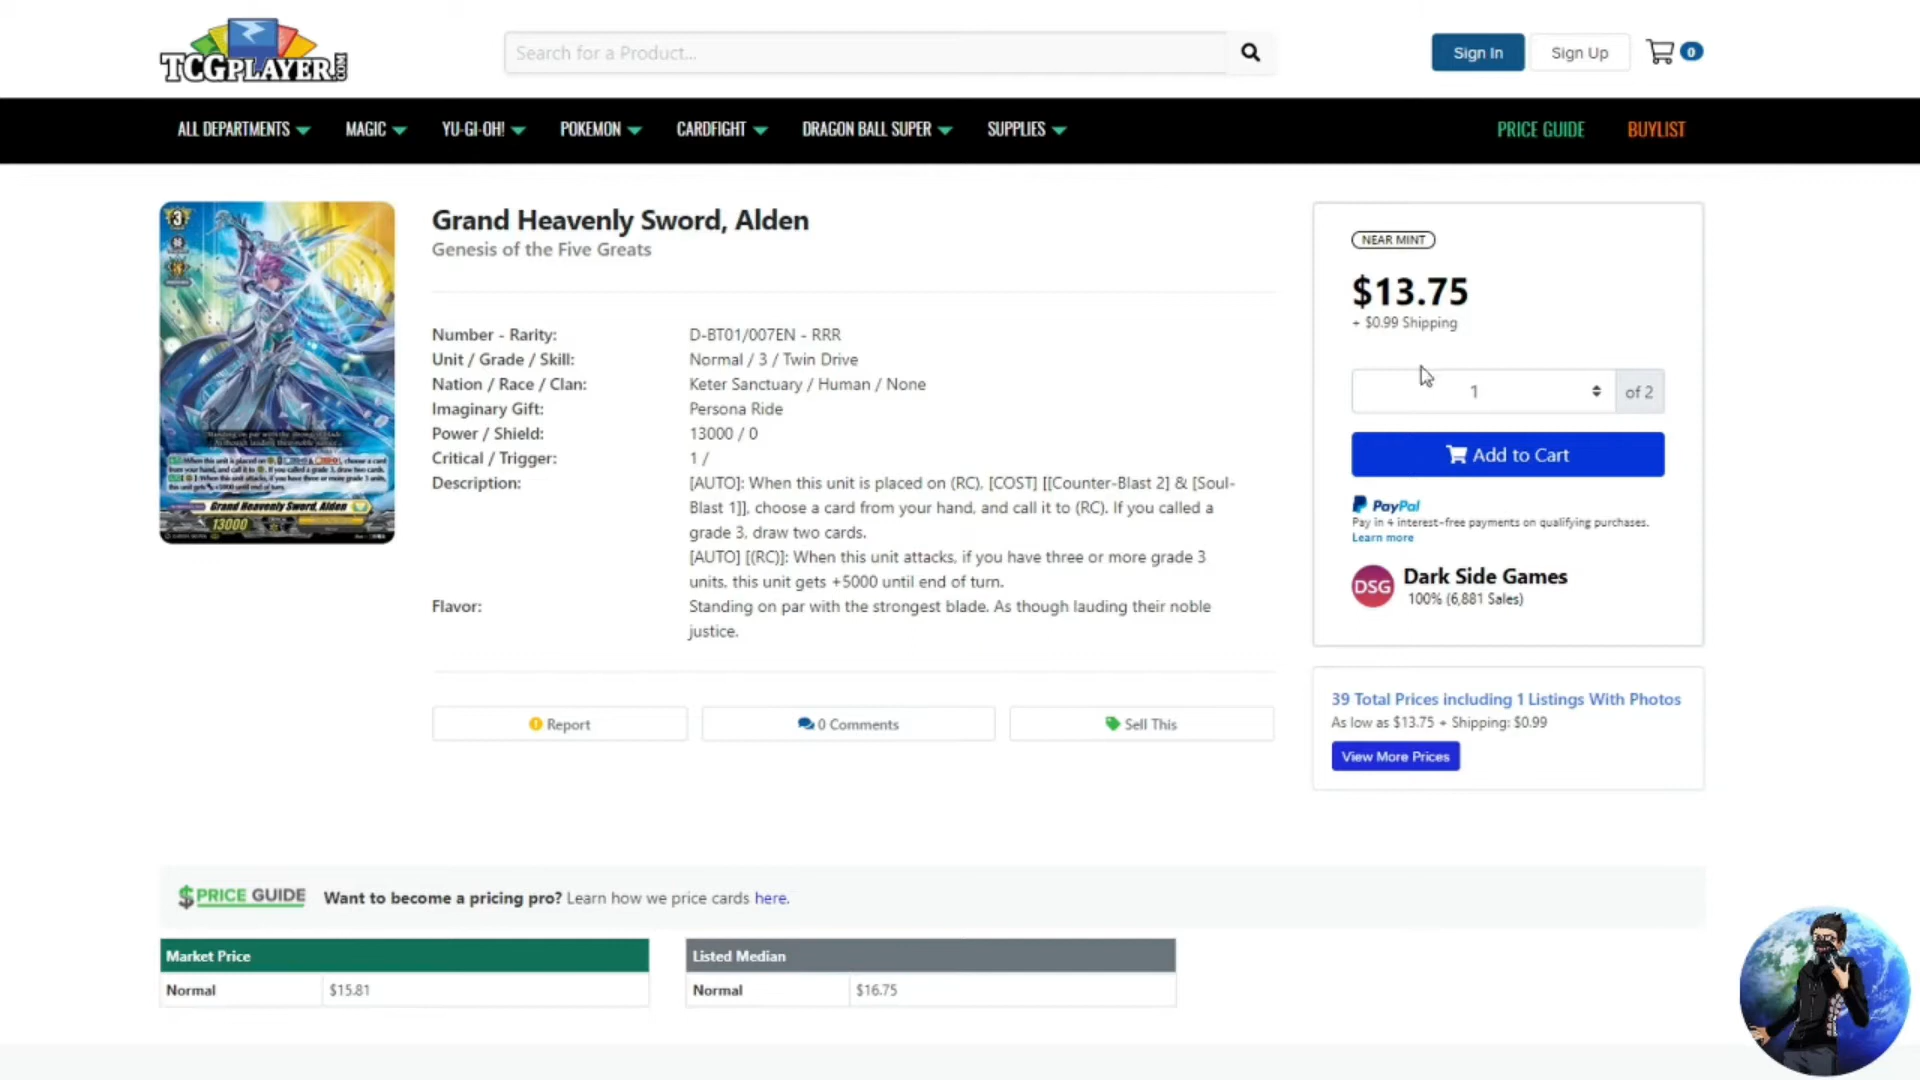 TCGPLAYER.COM
Search for a Product...
Sign In
Sign Up
0
ALL DEPARTMENTS
MAGIC
YU-GI-OH!
POKEMON
CARDFIGHT
DRAGON BALL SUPER
SUPPLIES
PRICE GUIDE
BUYLIST
3
Grand Heavenly Sword, Alden
13000
Grand Heavenly Sword, Alden
Genesis of the Five Greats
Number - Rarity: D-BT01/007EN - RRR
Unit / Grade / Skill: Normal / 3 / Twin Drive
Nation / Race / Clan: Keter Sanctuary / Human / None
Imaginary Gift: Persona Ride
Power / Shield: 13000 / 0
Critical / Trigger: 1 /
Description: [AUTO]: When this unit is placed on (RC), [COST] [[Counter-Blast 2] & [Soul-
Blast 1]], choose a card from your hand, and call it to (RC). If you called a
grade 3, draw two cards.
[AUTO] [(RC)]: When this unit attacks, if you have three or more grade 3
units, this unit gets +5000 until end of turn.
Flavor: Standing on par with the strongest blade. As though lauding their noble
justice.
Report
0 Comments
Sell This
NEAR MINT
$13.75
+ $0.99 Shipping
1
of 2
Add to Cart
PayPal
Pay in 4 interest-free payments on qualifying purchases.
Learn more
DSG
Dark Side Games
100% (6,881 Sales)
39 Total Prices including 1 Listings With Photos
As low as $13.75 + Shipping: $0.99
View More Prices
$PRICE GUIDE
Want to become a pricing pro? Learn how we price cards here.
Market Price
Normal $15.81
Listed Median
Normal $16.75